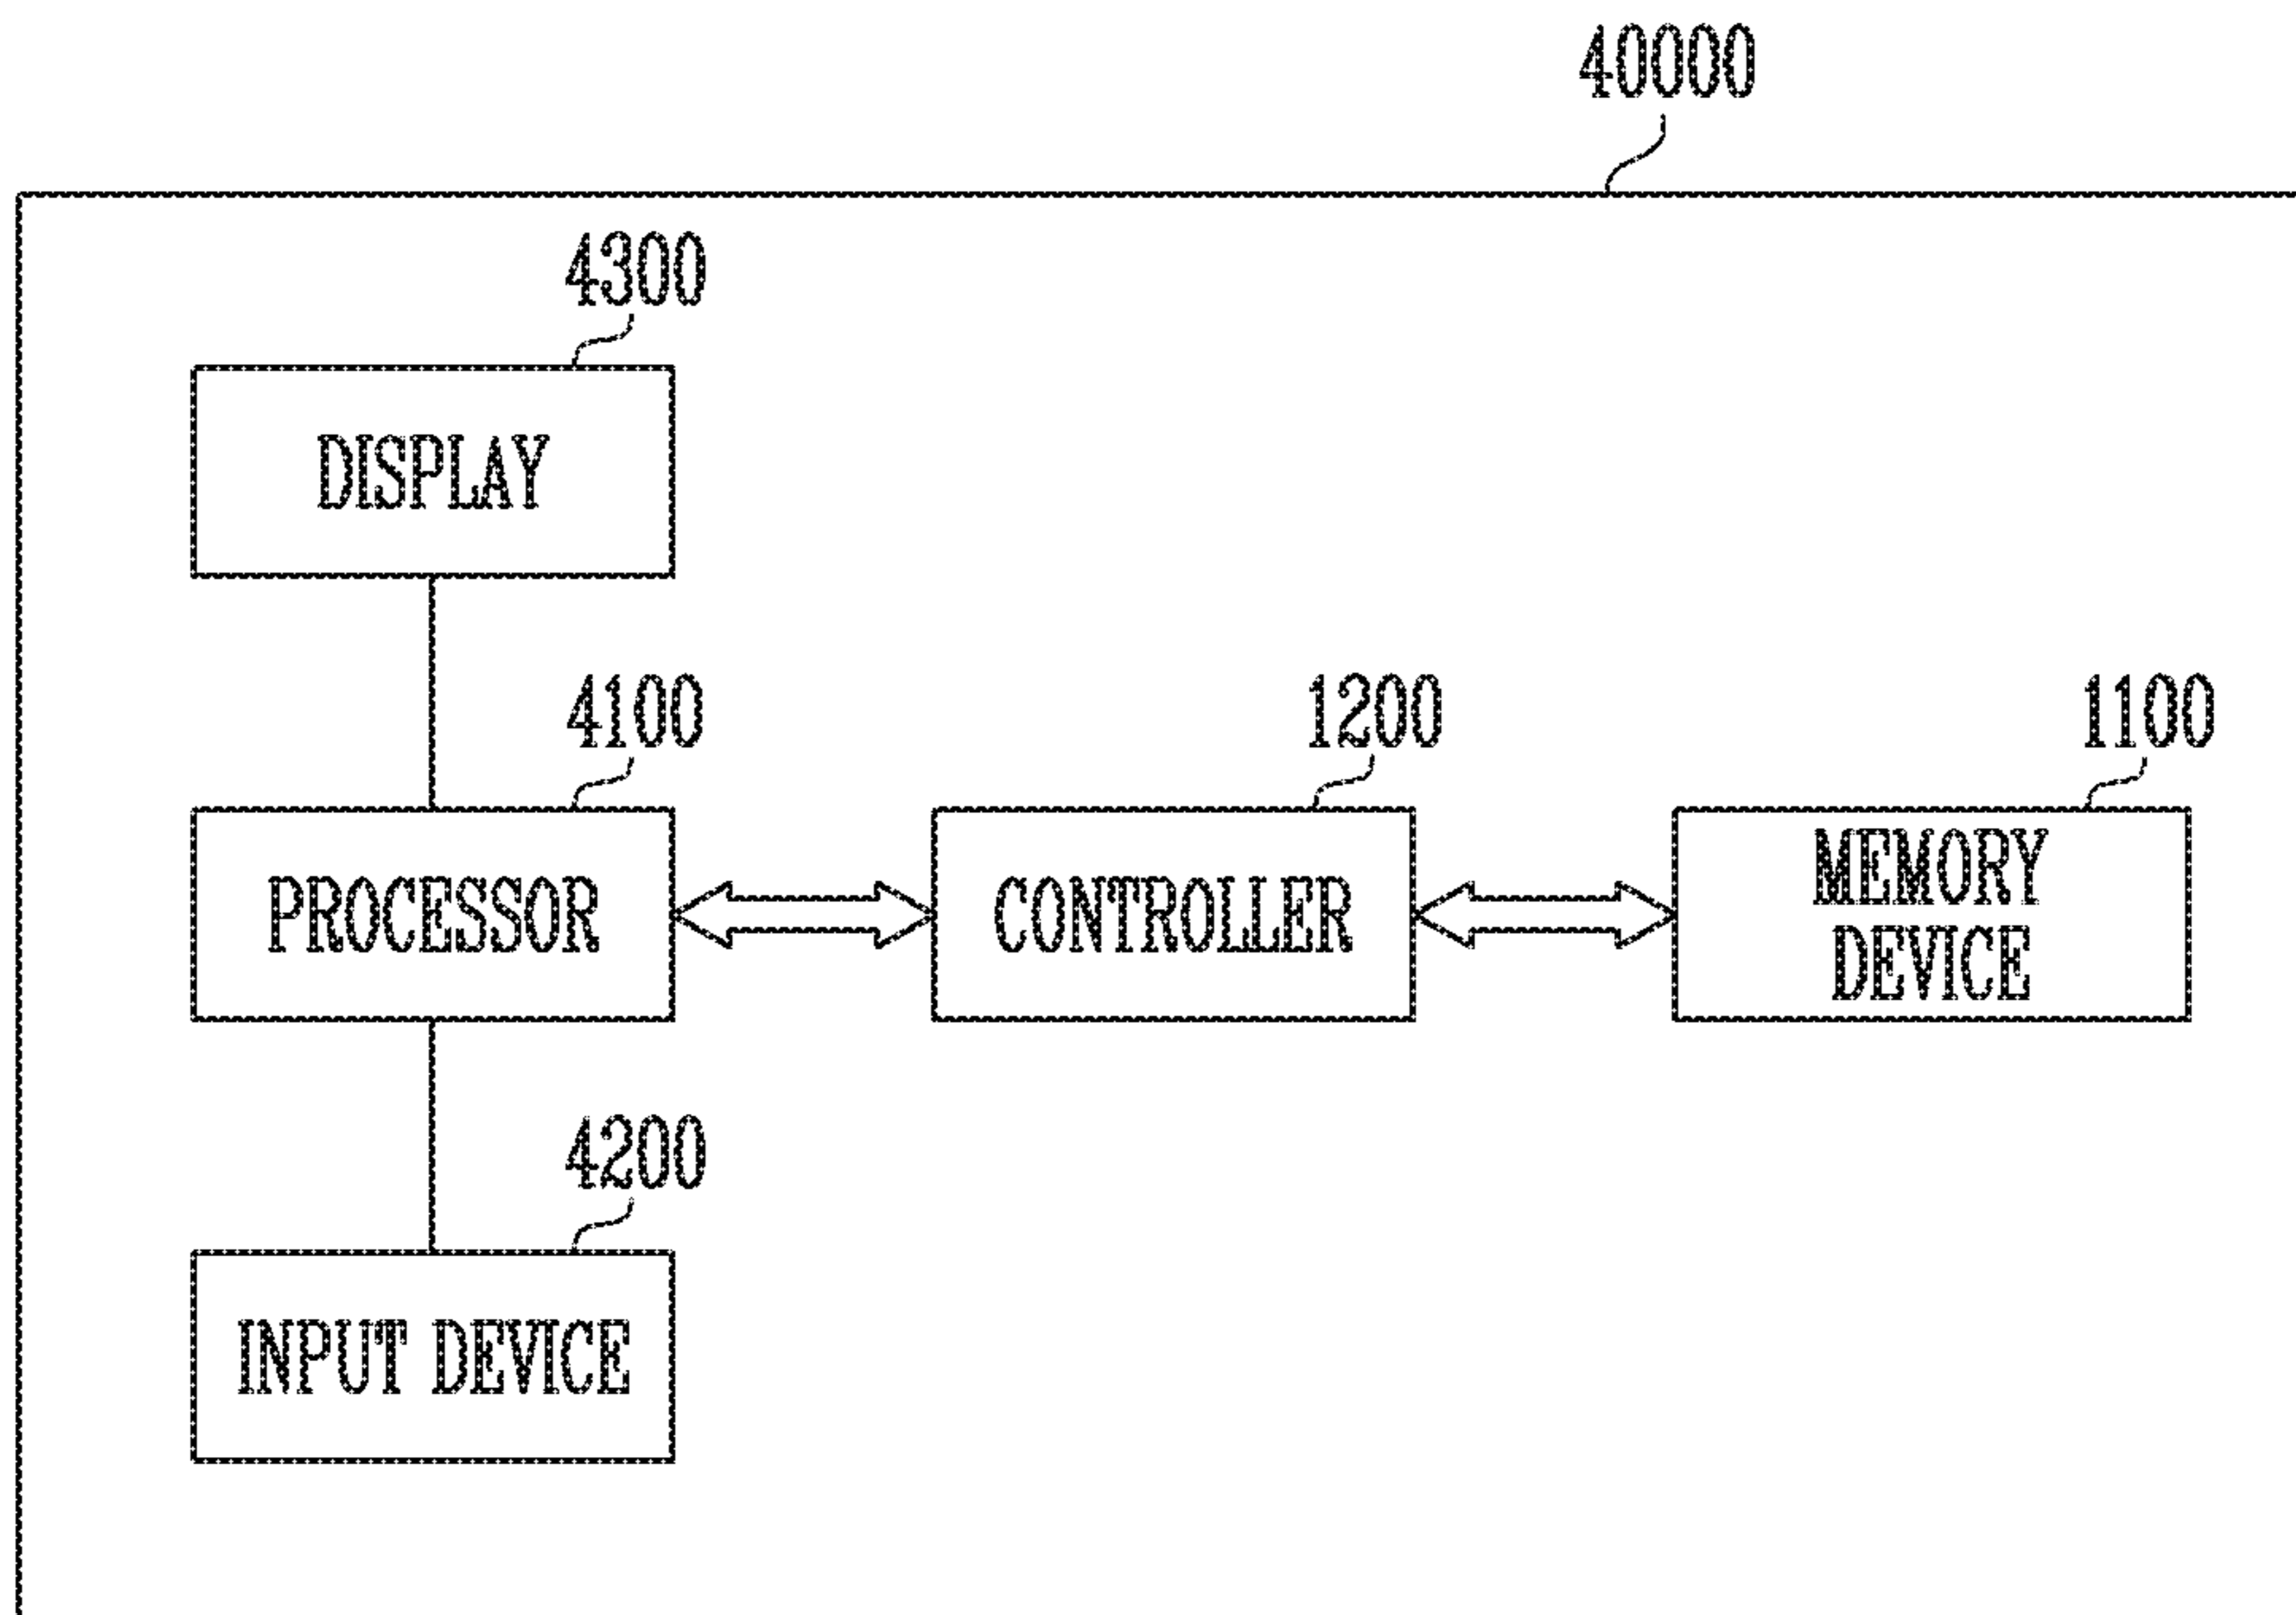 40000
4300
DISPLAY
4100
1200
1100
PROCESSOR
CONTROLLER
MEMORY
DEVICE
4200
INPUT DEVICE